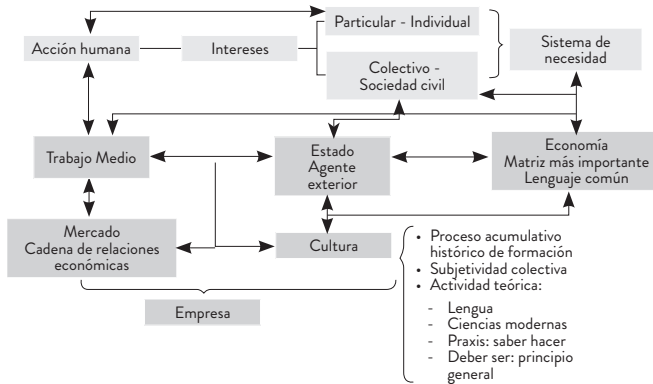 Particular - Individual
Acción humana
Intereses
Colectivo -
Sociedad civil
Sistema de
necesidad
Trabajo Medio
Estado
Agente
exterior
Economía
Matriz más importante
Lenguaje común
Mercado
Cadena de relaciones
económicas
Cultura
• Proceso acumulativo
histórico de formación
• Subjetividad colectiva
• Actividad teórica:
- Lengua
- Ciencias modernas
- Praxis: saber hacer
- Deber ser: principio
general
Empresa